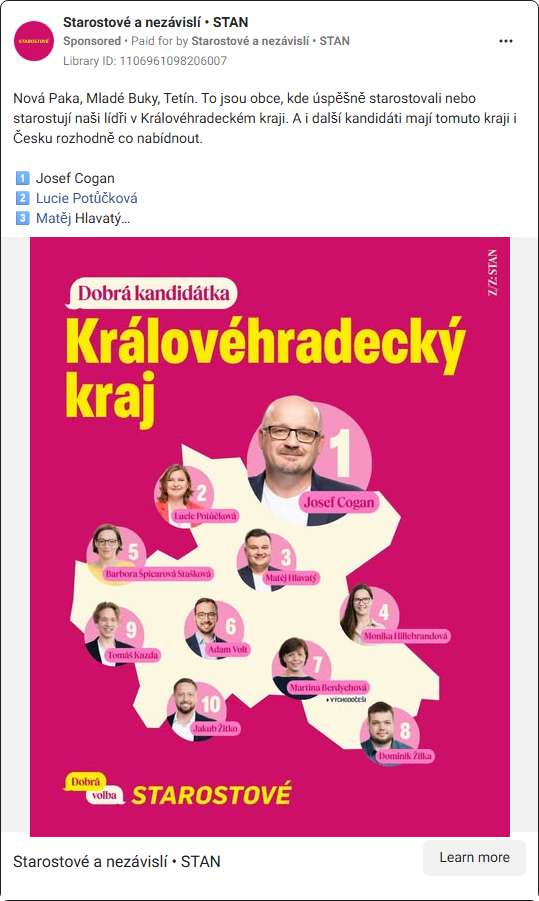 Starostové a nezávislí • STAN
Sponsored • Paid for by Starostové a nezávislí • STAN
Library ID: 1106961098206007
STAROSTOVÉ
Nová Paka, Mladé Buky, Tetín. To jsou obce, kde úspěšně starostovali nebo
starostují naši lídři v Královéhradeckém kraji. A i další kandidáti mají tomuto kraji i
Česku rozhodně co nabídnout.
1 Josef Cogan
2 Lucie Potůčková
3 Matěj Hlavatý...
Z/Z: STAN
Dobrá kandidátka
Královéhradecký
kraj
1
Josef Cogan
2
Lucie Potůčková
3
Matěj Hlavatý
5
Barbora Špicarová Stašková
4
Monika Hillebrandová
9
Tomáš Kazda
6
Adam Volt
7
Martina Berdychová
+ VÝCHODOČEŠI
10
Jakub Žitko
8
Dominik Žilka
Dobrá
volba
STAROSTOVÉ
Starostové a nezávislí • STAN
Learn more